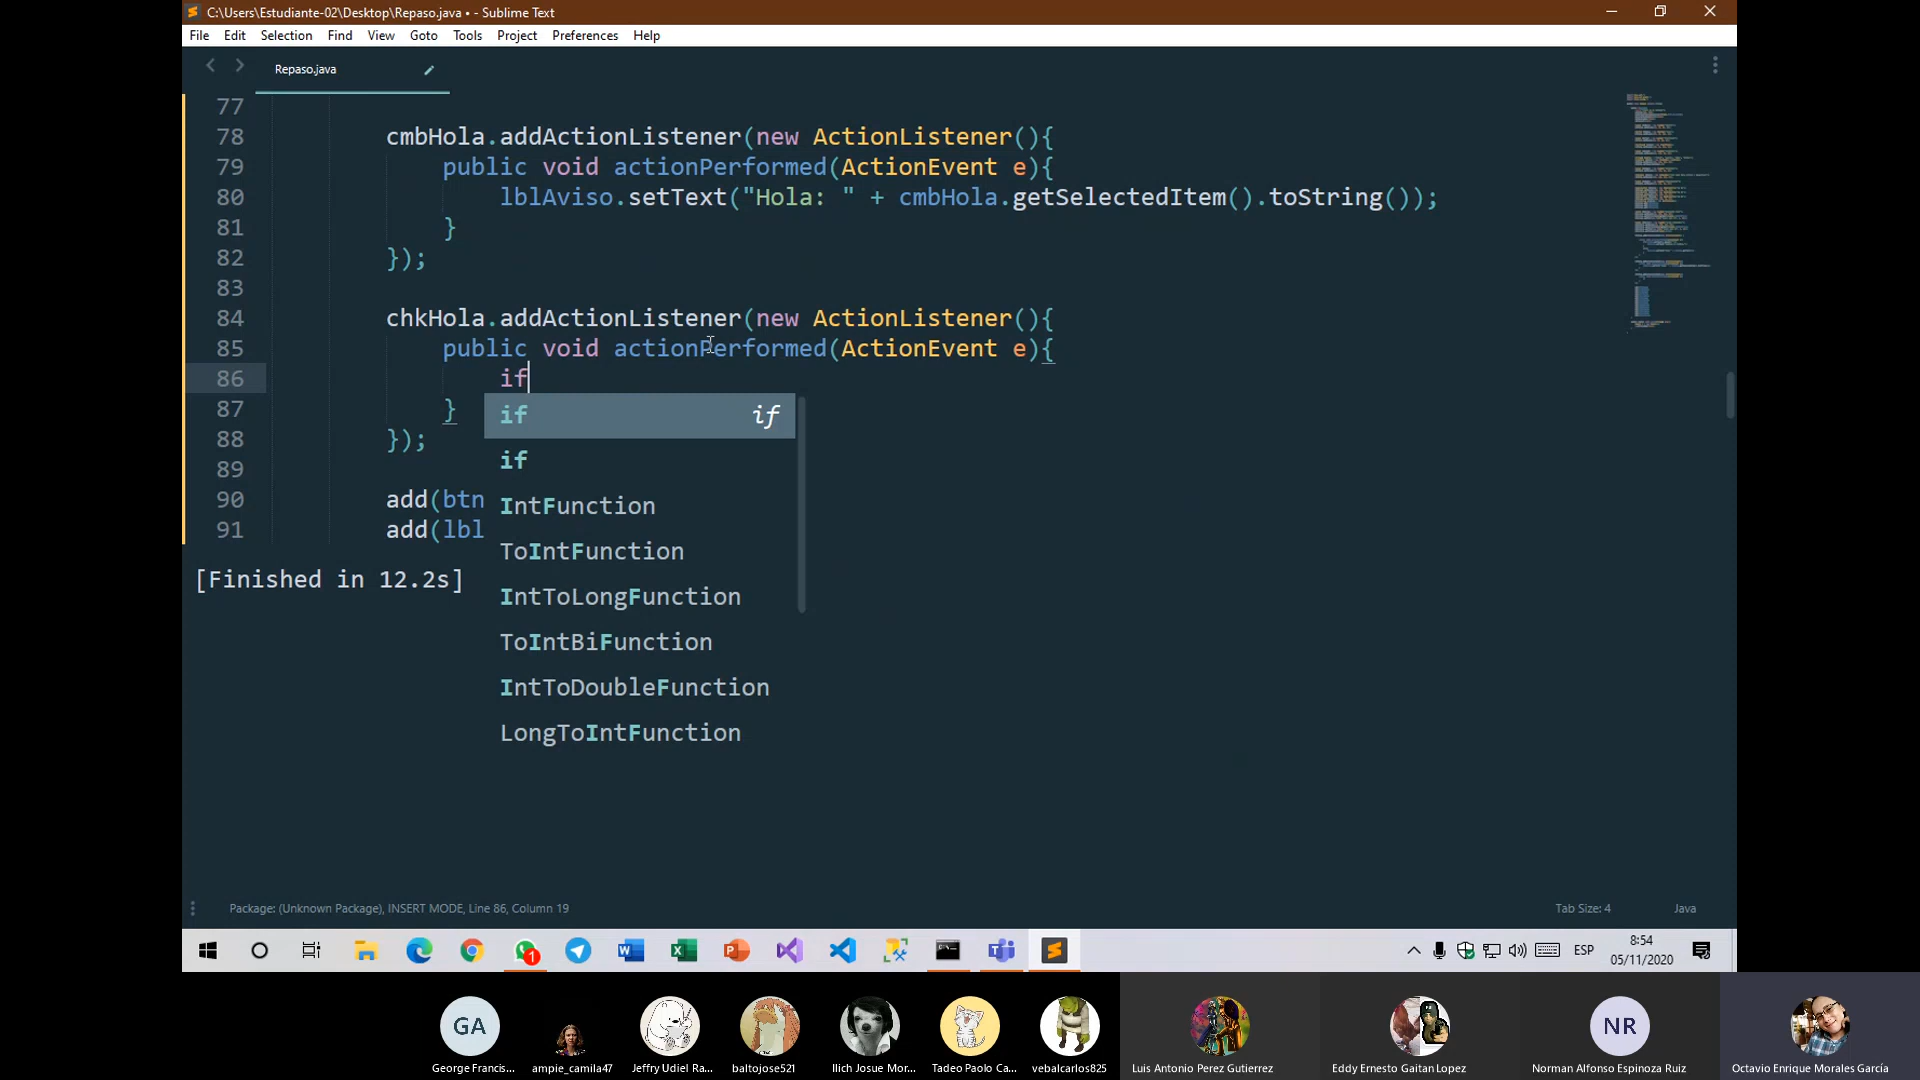 C:\Users\Estudiante-02\Desktop\Repaso.java • - Sublime Text
File Edit Selection Find View Goto Tools Project Preferences Help
Repaso.java
77
78 cmbHola.addActionListener(new ActionListener(){
79 public void actionPerformed(ActionEvent e){
80 lblAviso.setText("Hola: " + cmbHola.getSelectedItem().toString());
81 }
82 });
83
84 chkHola.addActionListener(new ActionListener(){
85 public void actionPerformed(ActionEvent e){
86 if
87 }
88 });
89
90 add(btn
91 add(lbl
if if
if
IntFunction
ToIntFunction
IntToLongFunction
ToIntBiFunction
IntToDoubleFunction
LongToIntFunction
[Finished in 12.2s]
Package: (Unknown Package), INSERT MODE, Line 86, Column 19 Tab Size: 4 Java
1 ESP 8:54
05/11/2020
GA NR
George Francis... ampie_camila47 Jeffry Udiel Ra... baltojose521 Illich Josue Mor... Tadeo Paolo Ca... vebalcarlos825 Luis Antonio Perez Gutierrez Eddy Ernesto Gaitan Lopez Norman Alfonso Espinoza Ruiz Octavio Enrique Morales García